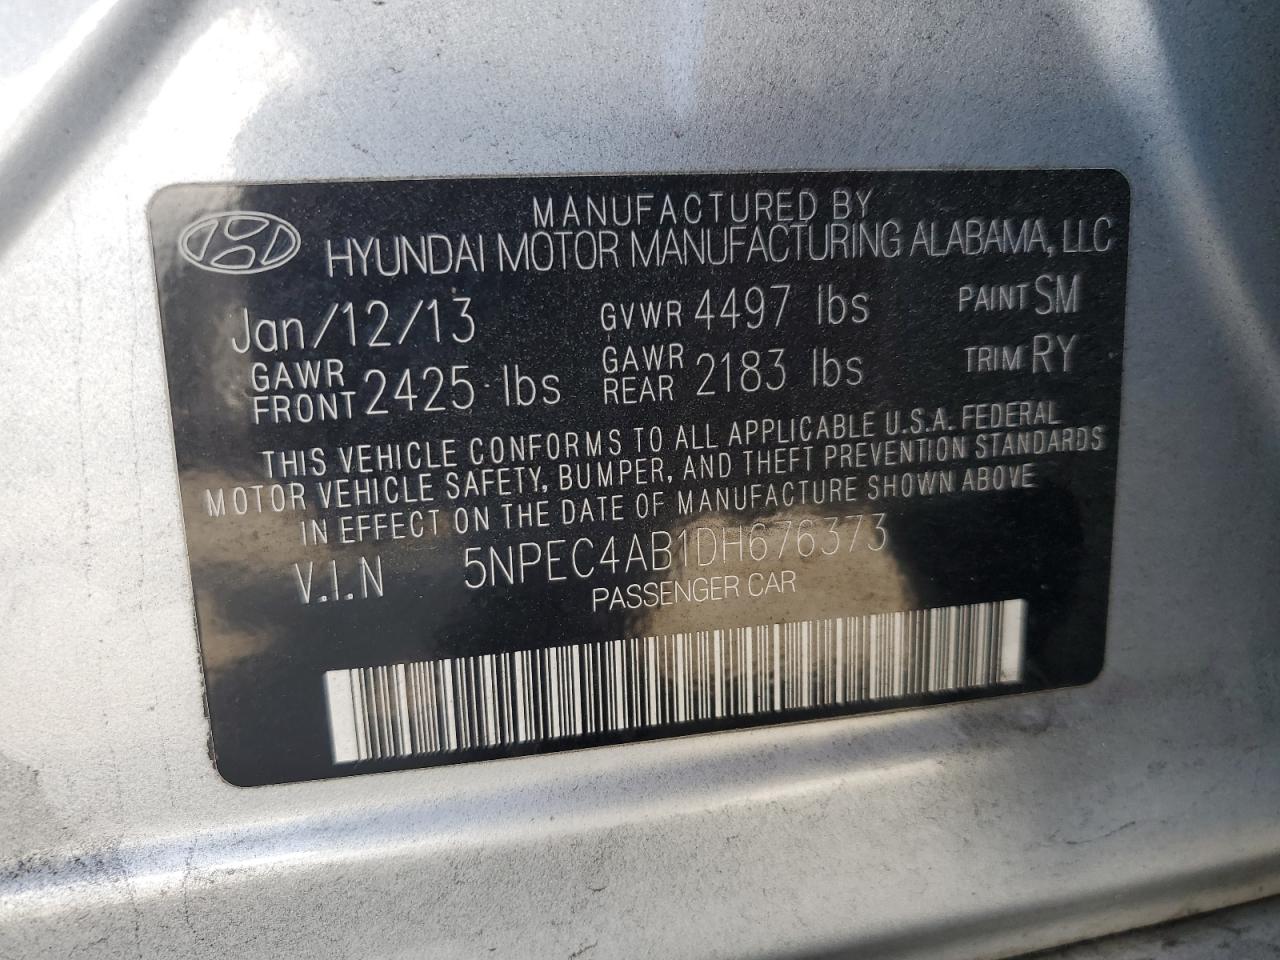 MANUFACTURED BY
HYUNDAI MOTOR MANUFACTURING ALABAMA, LLC
Jan/12/13 GVWR 4497 lbs PAINT SM
GAWR FRONT 2425 lbs GAWR REAR 2183 lbs TRIM RY
THIS VEHICLE CONFORMS TO ALL APPLICABLE U.S.A. FEDERAL
MOTOR VEHICLE SAFETY, BUMPER, AND THEFT PREVENTION STANDARDS
IN EFFECT ON THE DATE OF MANUFACTURE SHOWN ABOVE
V.I.N 5NPEC4AB1DH676373
PASSENGER CAR